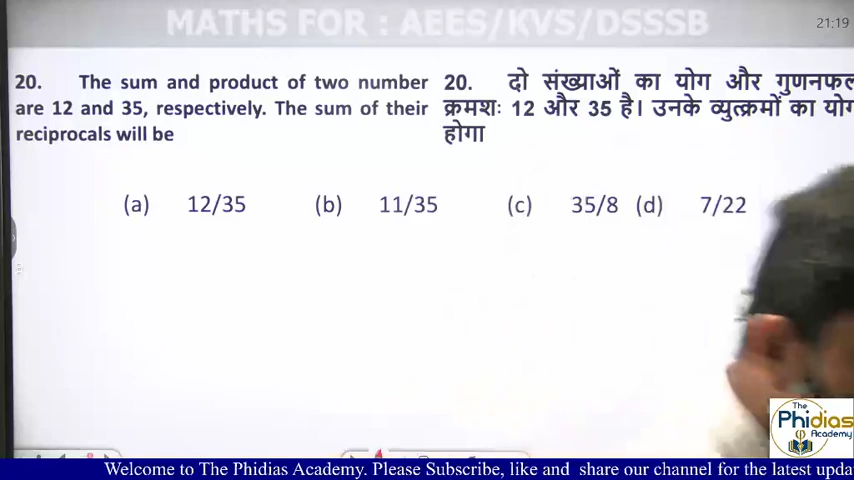 MATHS FOR : AEES/KVS/DSSSB
21:19
20. The sum and product of two number
are 12 and 35, respectively. The sum of their
reciprocals will be
20. दो संख्याओं का योग और गुणनफल
क्रमशः 12 और 35 है। उनके व्युत्क्रमों का योग
होगा
(a) 12/35 (b) 11/35 (c) 35/8 (d) 7/22
The
Phidias
Academy
Welcome to The Phidias Academy. Please Subscribe, like and share our channel for the latest upda